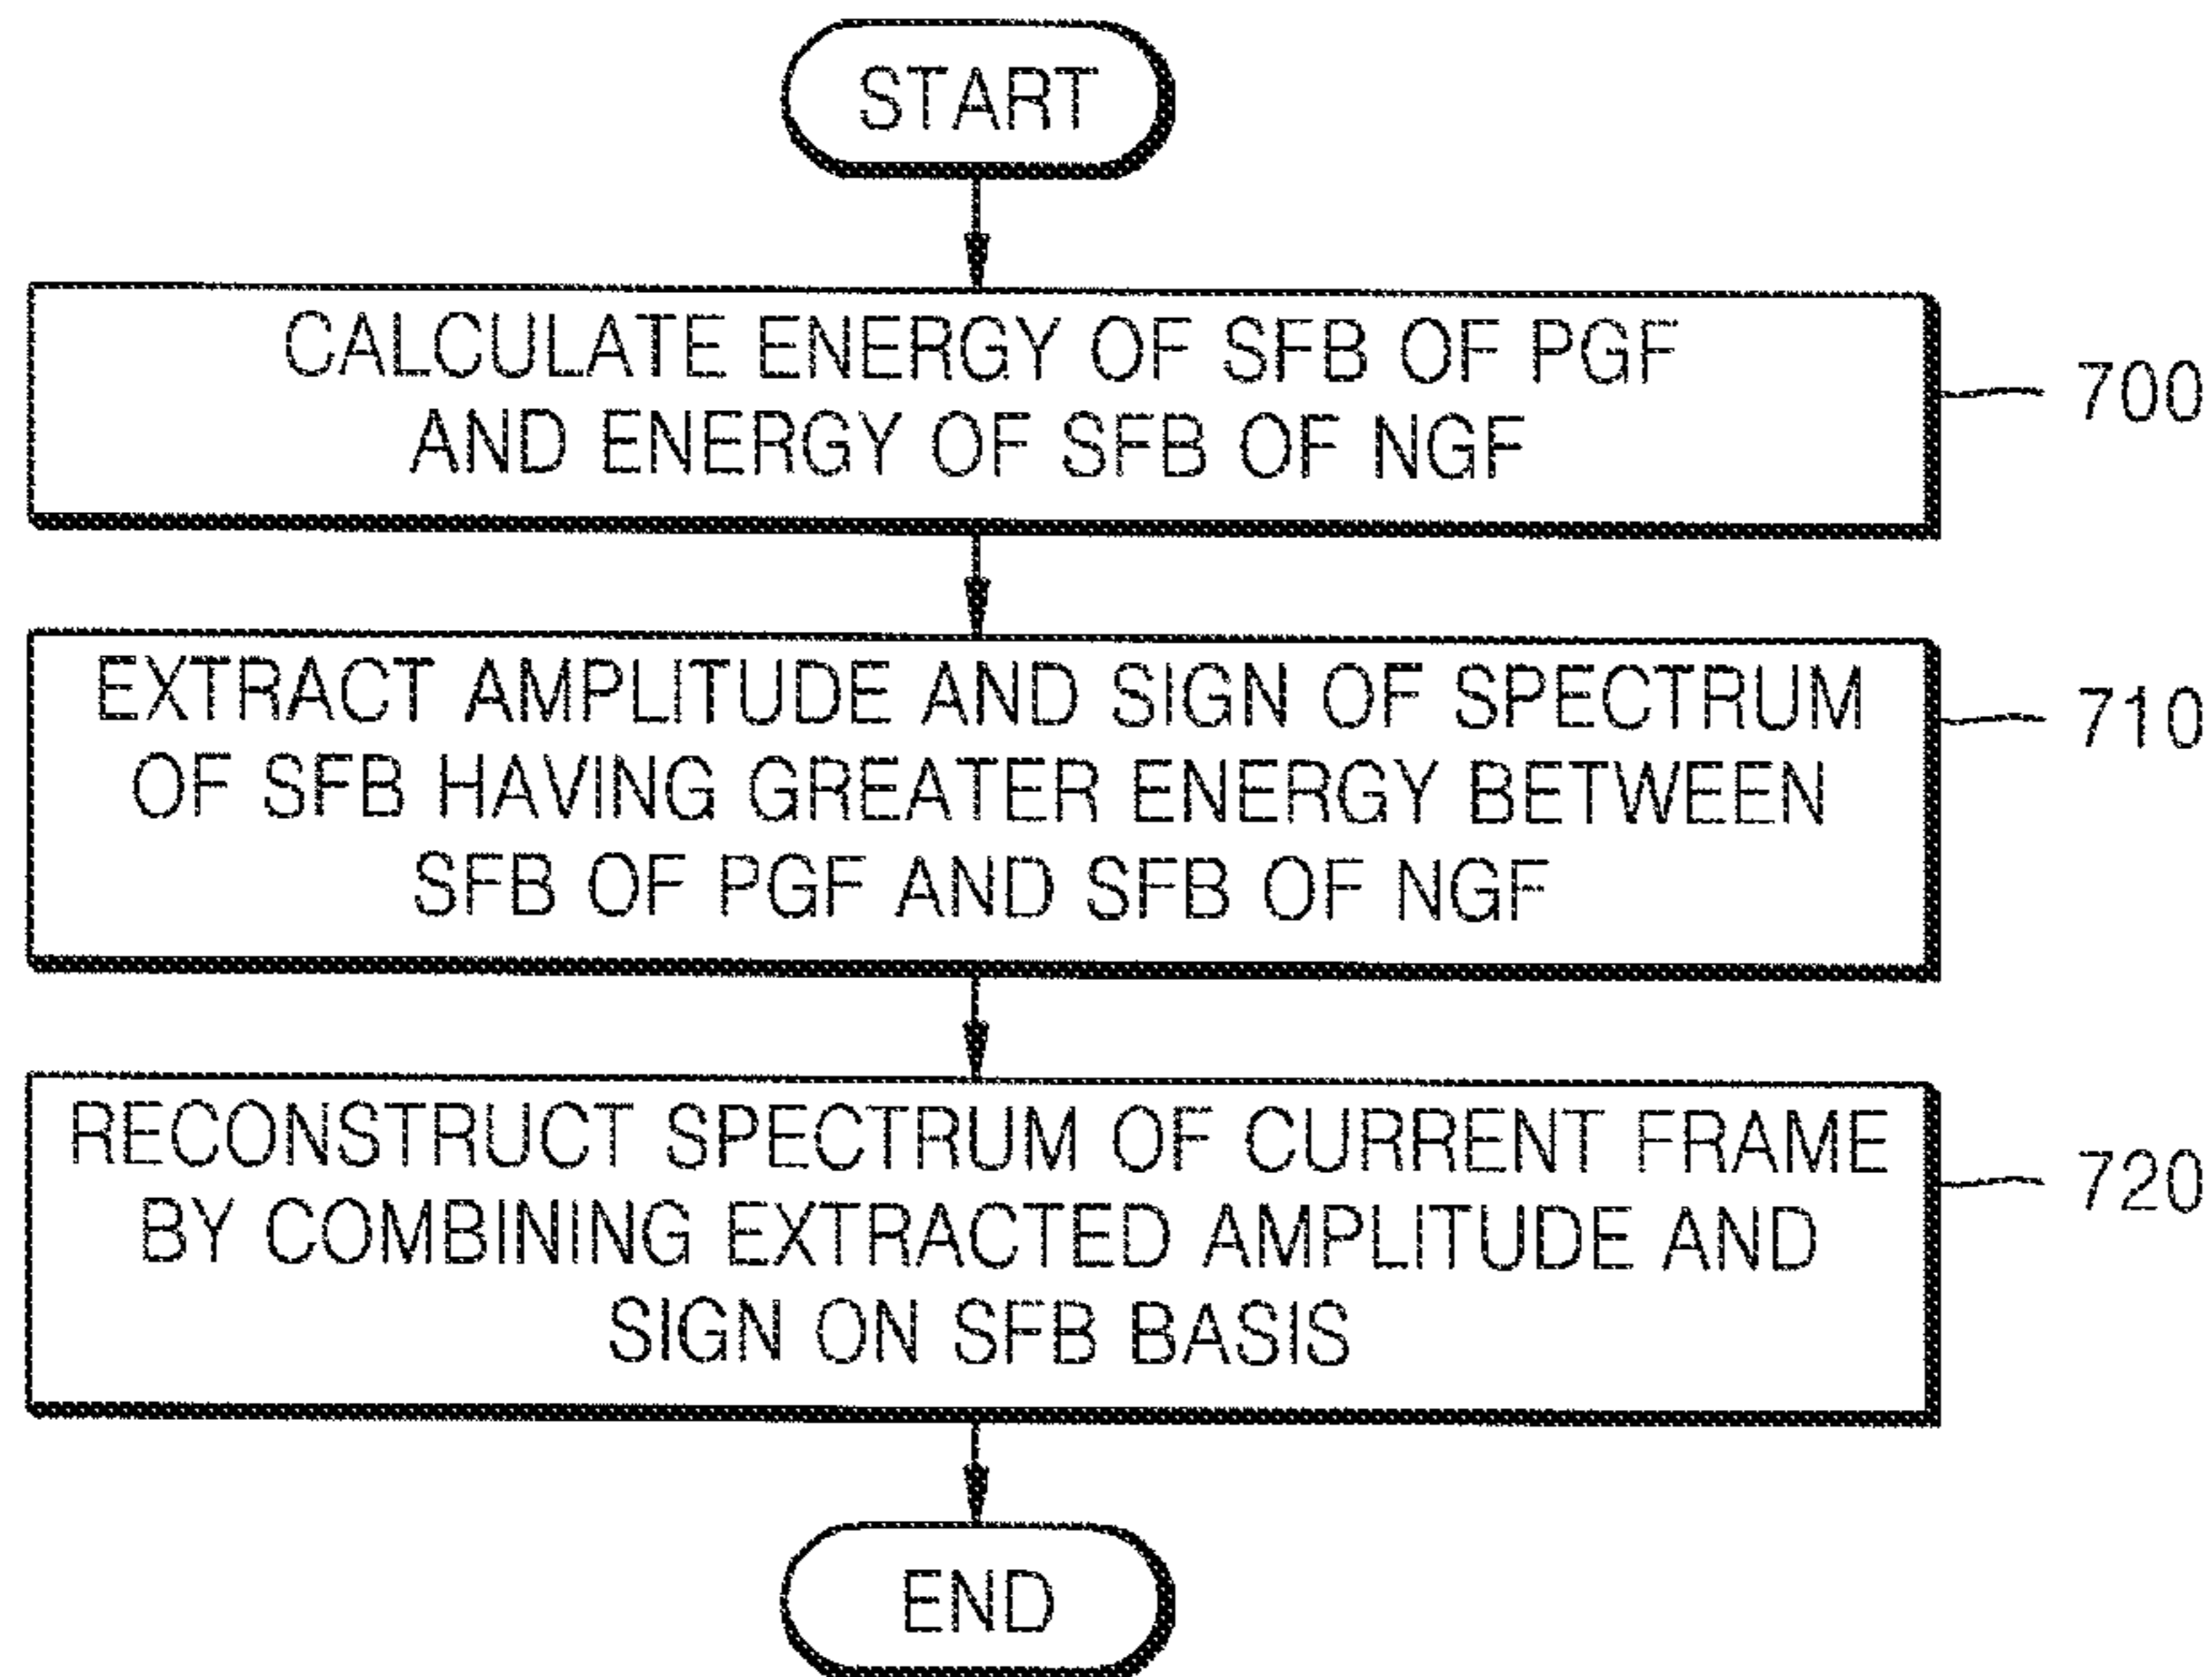 START
CALCULATE ENERGY OF SFB OF PGF
AND ENERGY OF SFB OF NGF
700
EXTRACT AMPLITUDE AND SIGN OF SPECTRUM
OF SFB HAVING GREATER ENERGY BETWEEN
SFB OF PGF AND SFB OF NGF
710
RECONSTRUCT SPECTRUM OF CURRENT FRAME
BY COMBINING EXTRACTED AMPLITUDE AND
SIGN ON SFB BASIS
720
END